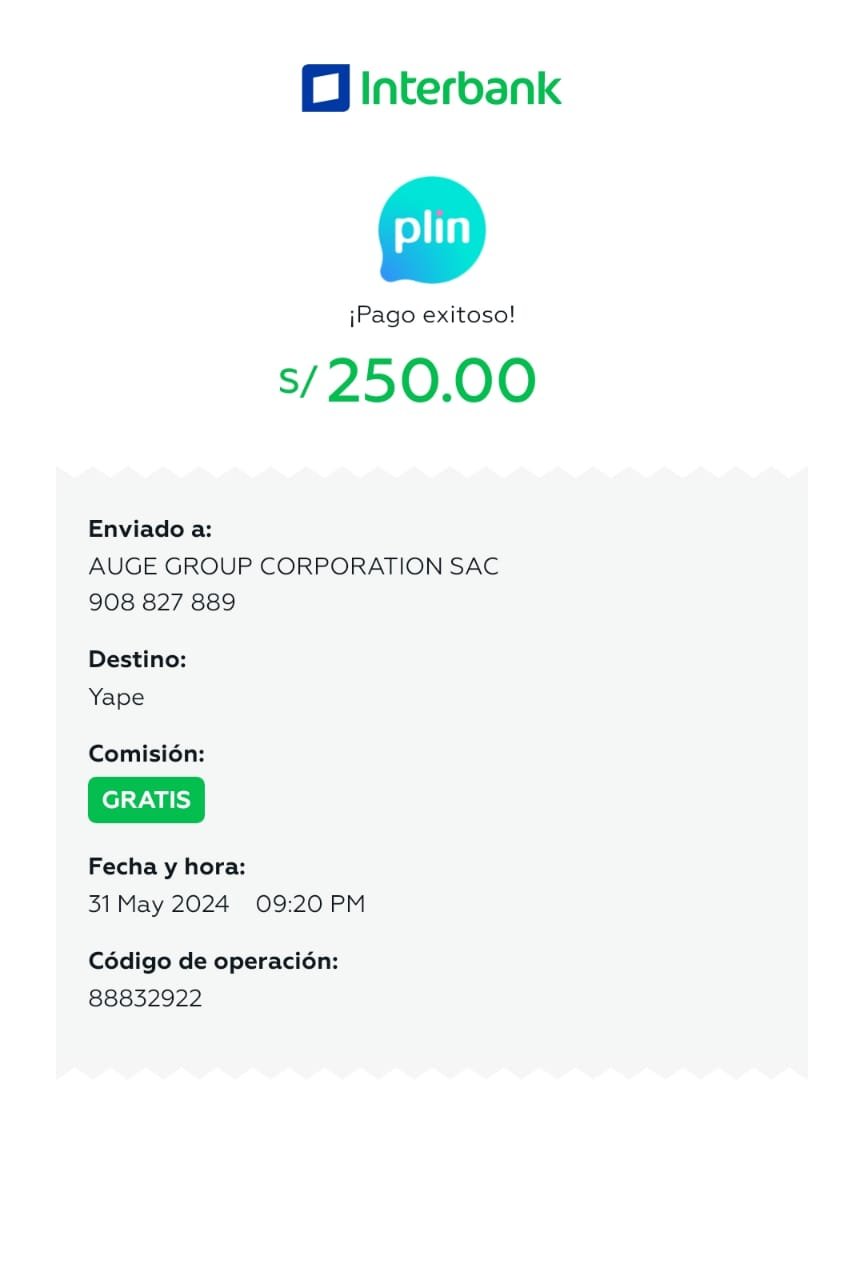 Interbank
plin
¡Pago exitoso!
S/ 250.00
Enviado a:
AUGE GROUP CORPORATION SAC
908 827 889
Destino:
Yape
Comisión:
GRATIS
Fecha y hora:
31 May 2024 09:20 PM
Código de operación:
88832922